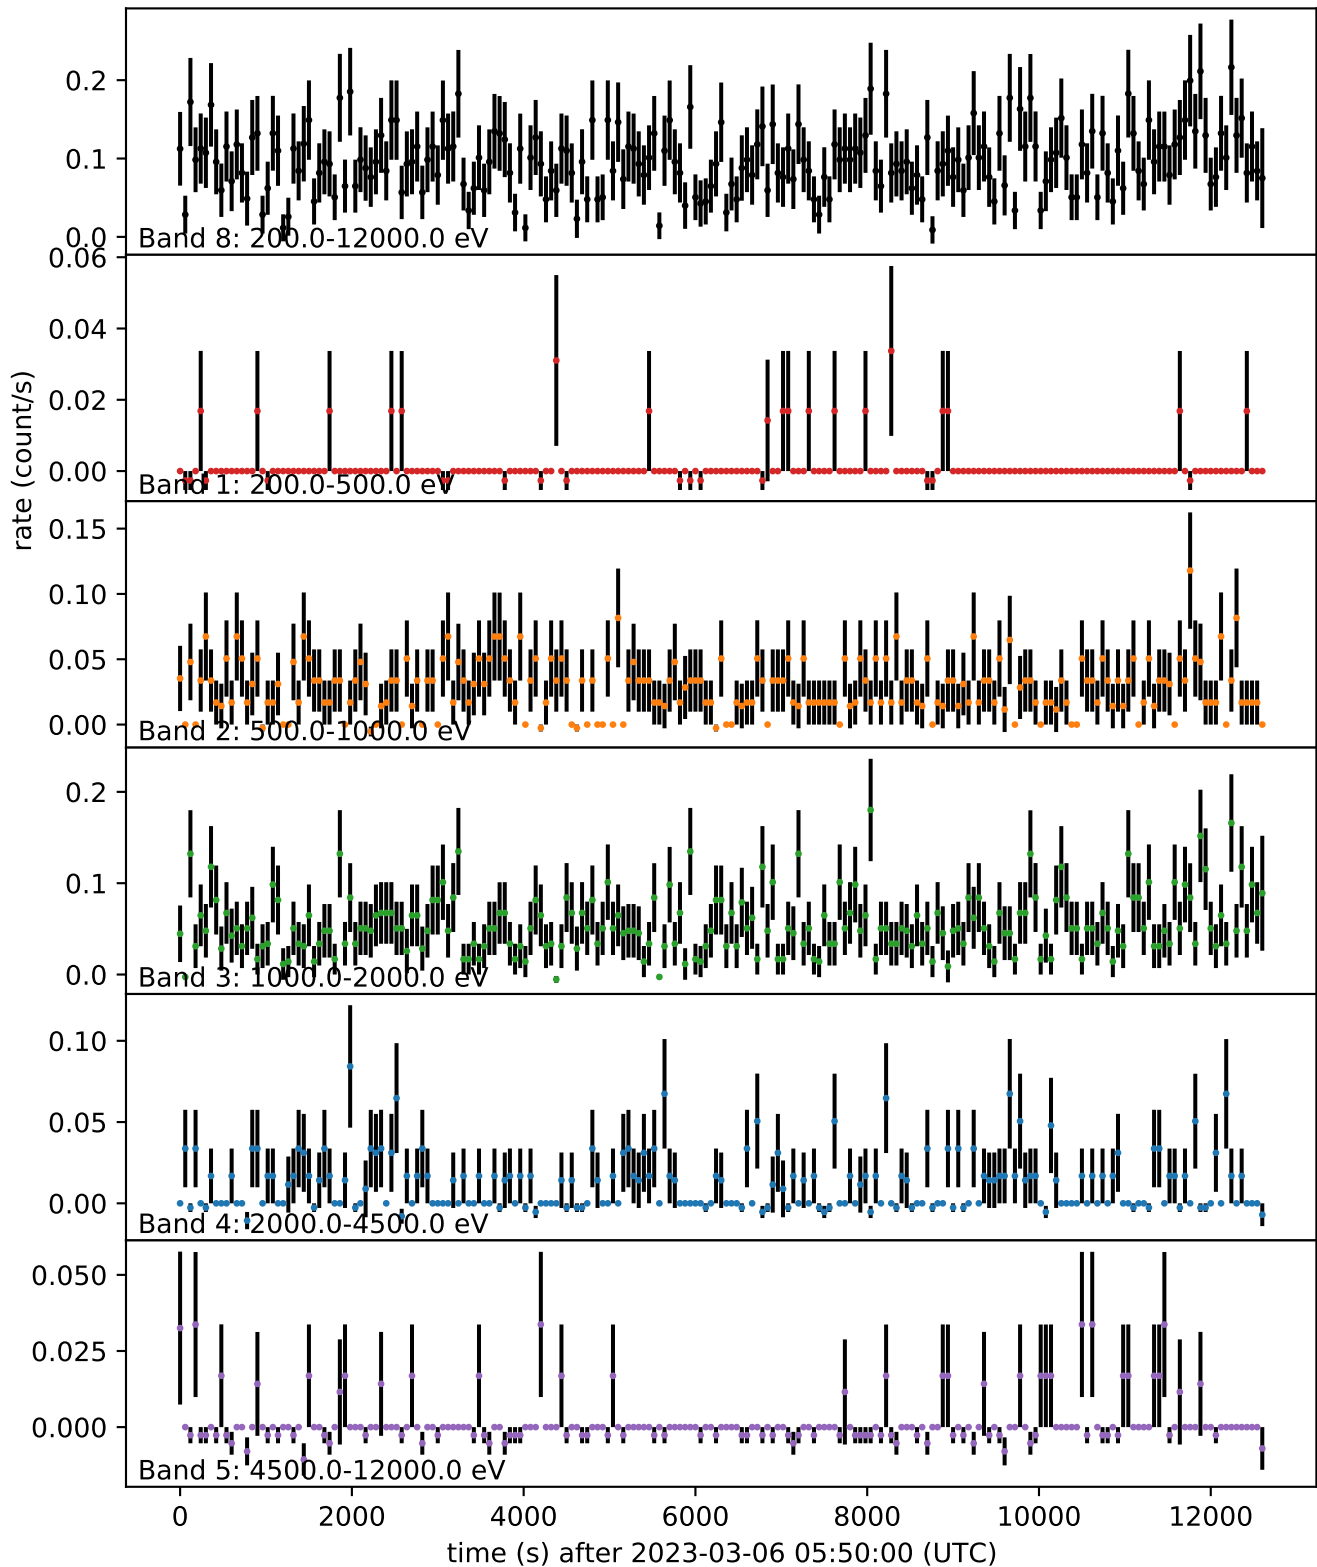 0.2
0.1
0.0
Band 8: 200.0-12000.0 eV
0.06
0.04
0.02
0.00
Band 1: 200.0-500.0 eV
rate (count/s)
0.15
0.10
0.05
0.00
Band 2: 500.0-1000.0 eV
0.2
0.1
0.0
Band 3: 1000.0-2000.0 eV
0.10
0.05
0.00
Band 4: 2000.0-4500.0 eV
0.050
0.025
0.000
Band 5: 4500.0-12000.0 eV
0 2000 4000 6000 8000 10000 12000
time (s) after 2023-03-06 05:50:00 (UTC)